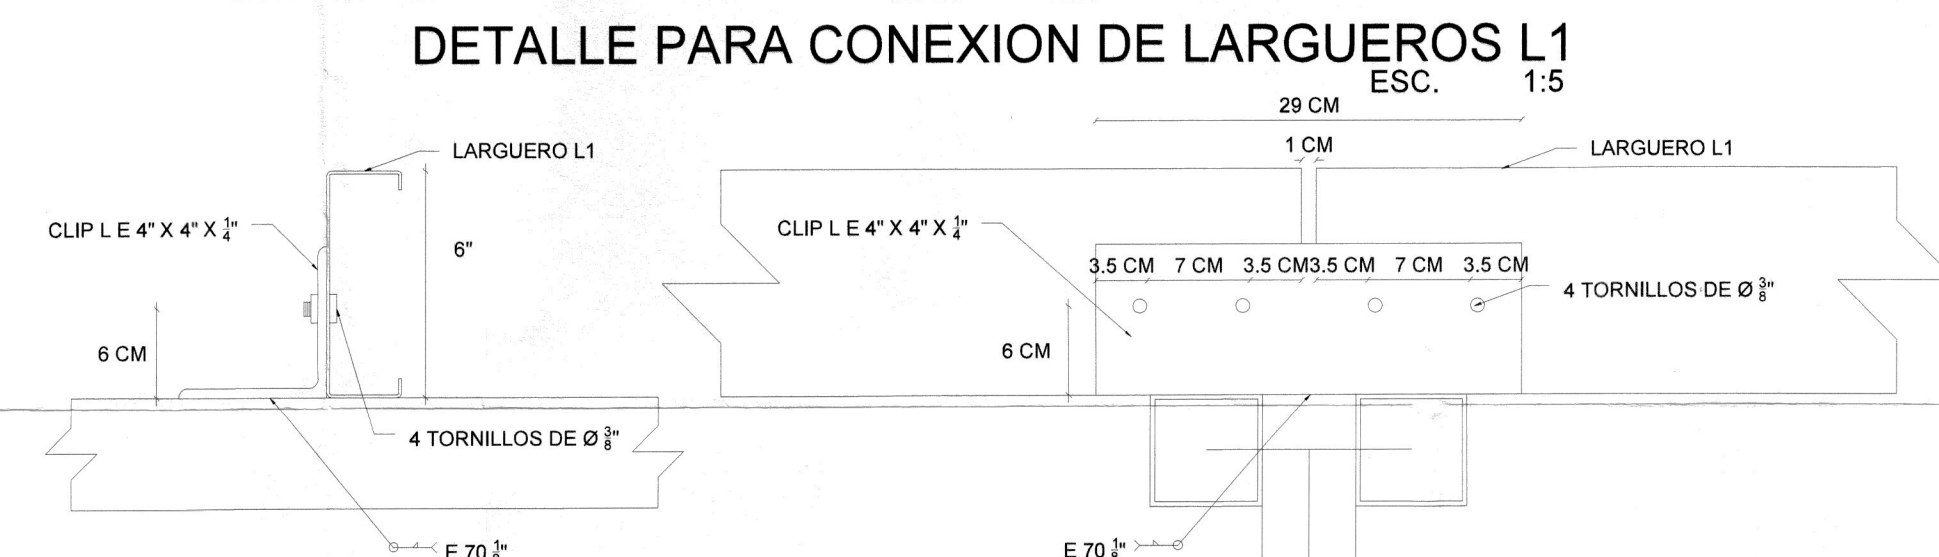 DETALLE PARA CONEXION DE LARGUEROS L1
ESC. 1:5
29 CM
1 CM
LARGUERO L1
LARGUERO L1
CLIP L E 4" X 4" X 1/4"
6"
CLIP L E 4" X 4" X 1/4"
3.5 CM 7 CM 3.5 CM 3.5 CM 7 CM 3.5 CM
4 TORNILLOS DE Ø 3/8"
6 CM
6 CM
4 TORNILLOS DE Ø 3/8"
E 70 1/8"
E 70 1/8"